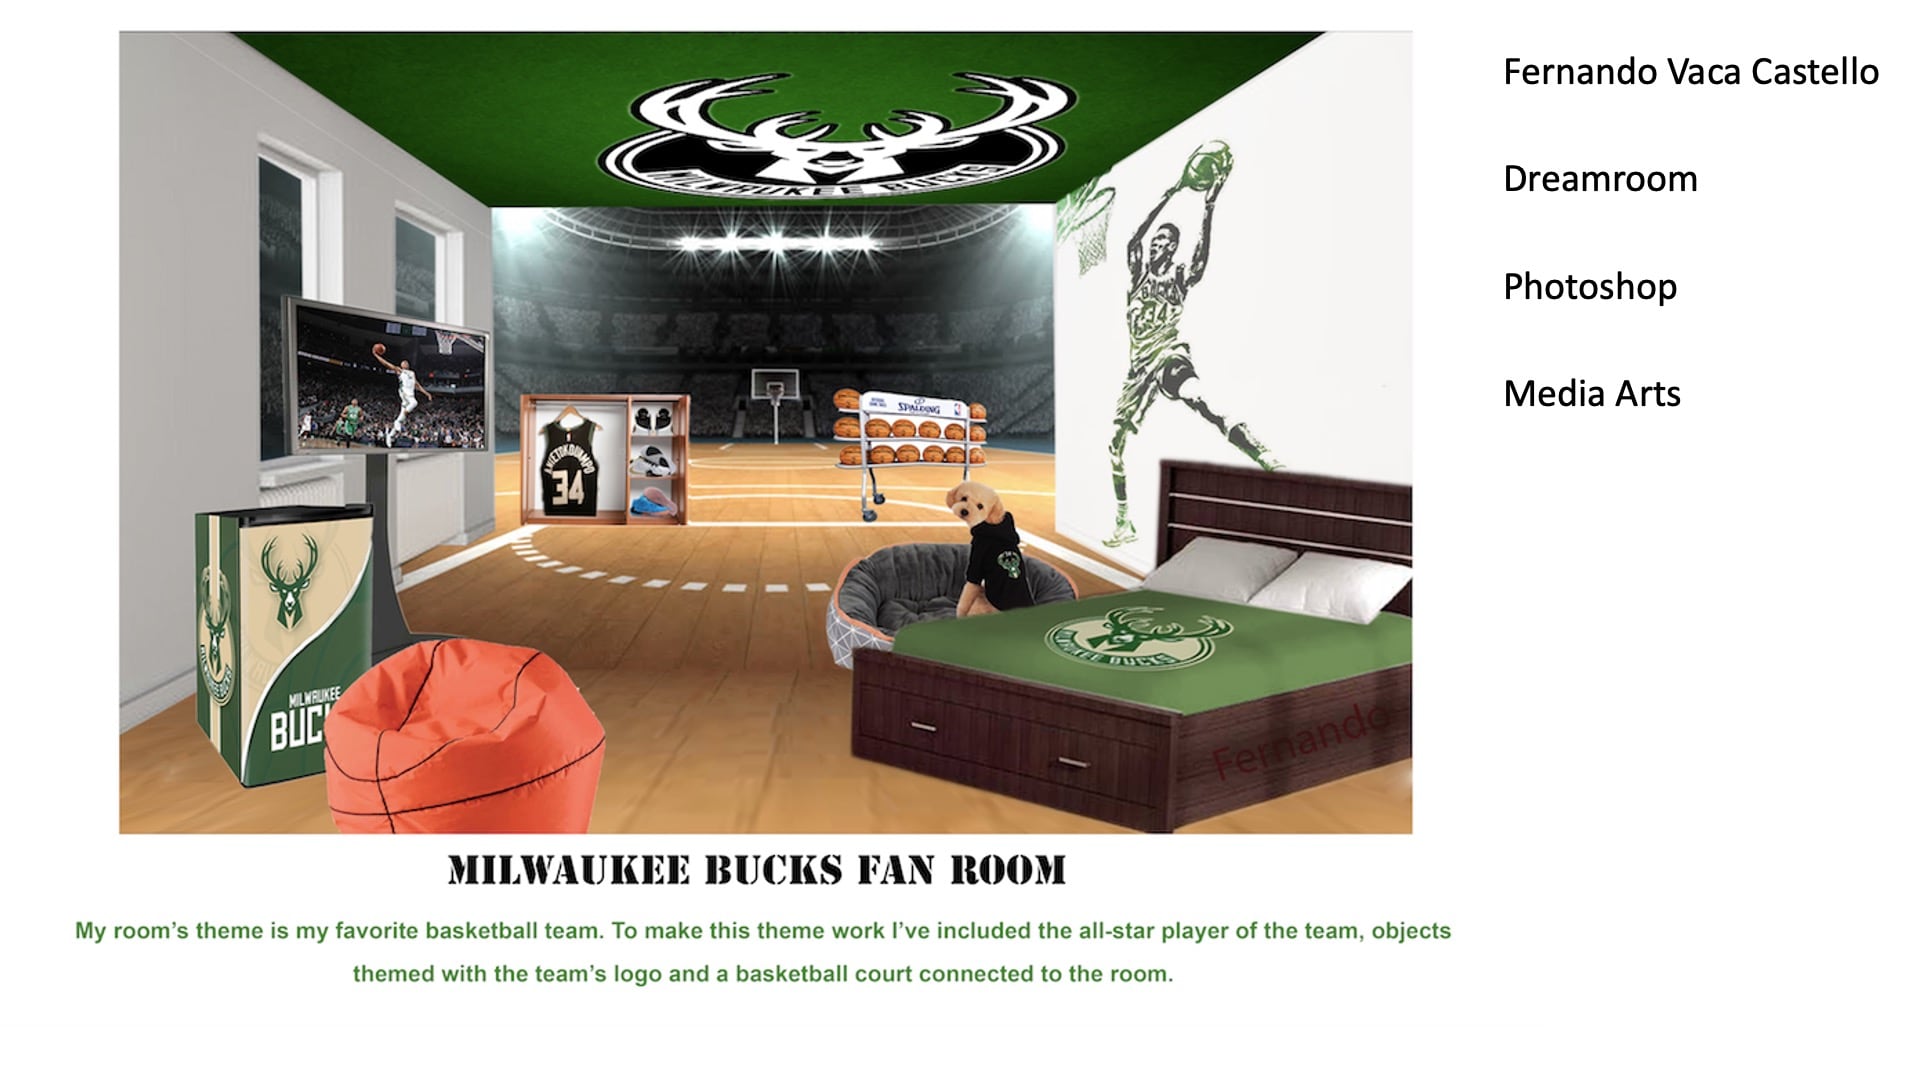 Fernando Vaca Castello
Dreamroom
Photoshop
Media Arts
MILWAUKEE BUCKS
BUCKS
34
SPALDING
ANTETOKOUNMPO
34
MILWAUKEE BUCKS
MILWAUKEE
BUC
Fernando
MILWAUKEE BUCKS FAN ROOM
My room’s theme is my favorite basketball team. To make this theme work I’ve included the all-star player of the team, objects
themed with the team’s logo and a basketball court connected to the room.